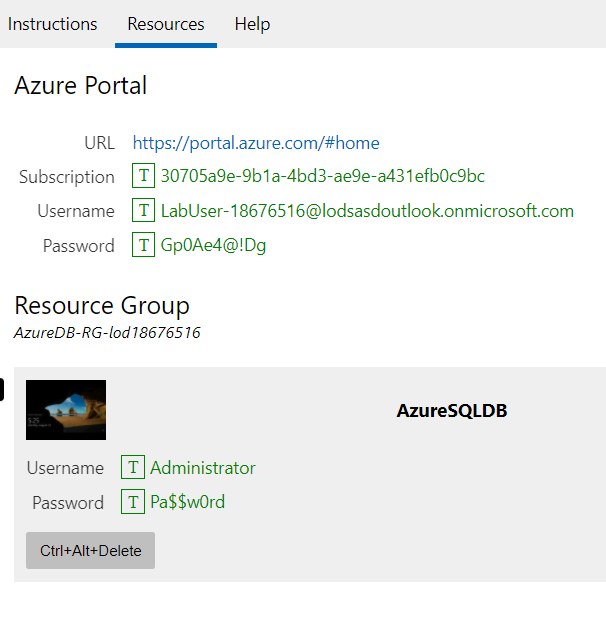 Instructions Resources Help
Azure Portal
URL https://portal.azure.com/#home
Subscription T 30705a9e-9b1a-4bd3-ae9e-a431efb0c9bc
Username T LabUser-18676516@lodsasdoutlook.onmicrosoft.com
Password T Gp0Ae4@!Dg
Resource Group
AzureDB-RG-lod18676516
AzureSQLDB
5:25
Username T Administrator
Password T Pa$$w0rd
Ctrl+Alt+Delete